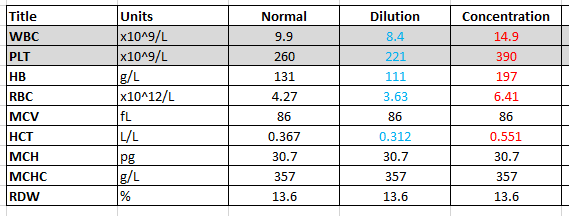 Title Units Normal Dilution Concentration
WBC x10^9/L 9.9 8.4 14.9
PLT x10^9/L 260 221 390
HB g/L 131 111 197
RBC x10^12/L 4.27 3.63 6.41
MCV fL 86 86 86
HCT L/L 0.367 0.312 0.551
MCH pg 30.7 30.7 30.7
MCHC g/L 357 357 357
RDW % 13.6 13.6 13.6